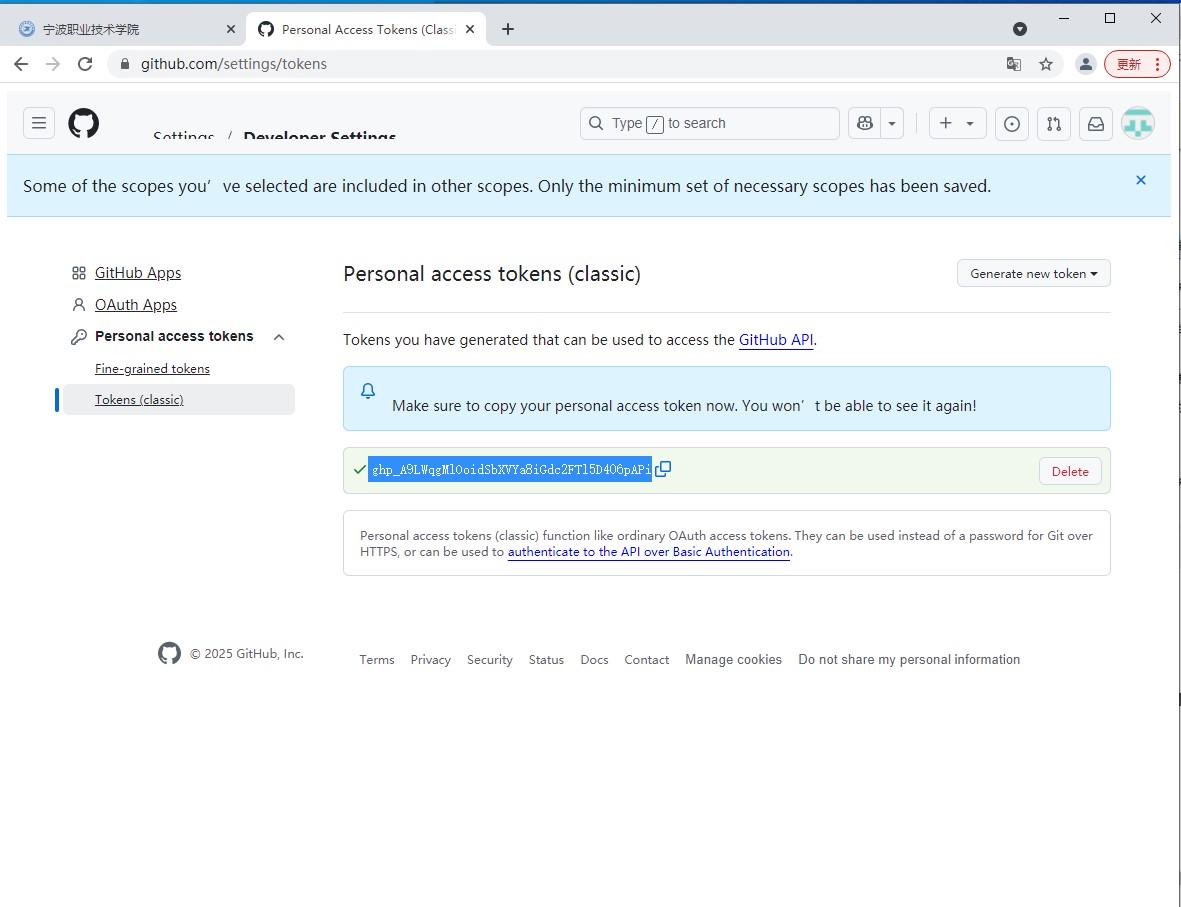 宁波职业技术学院
Personal Access Tokens (Classi
github.com/settings/tokens
更新
Settings / Developer Settings
Type / to search
Some of the scopes you’ve selected are included in other scopes. Only the minimum set of necessary scopes has been saved.
GitHub Apps
OAuth Apps
Personal access tokens
Fine-grained tokens
Tokens (classic)
Personal access tokens (classic)
Generate new token
Tokens you have generated that can be used to access the GitHub API.
Make sure to copy your personal access token now. You won’t be able to see it again!
Delete
Personal access tokens (classic) function like ordinary OAuth access tokens. They can be used instead of a password for Git over
HTTPS, or can be used to authenticate to the API over Basic Authentication.
© 2025 GitHub, Inc.
Terms Privacy Security Status Docs Contact Manage cookies Do not share my personal information